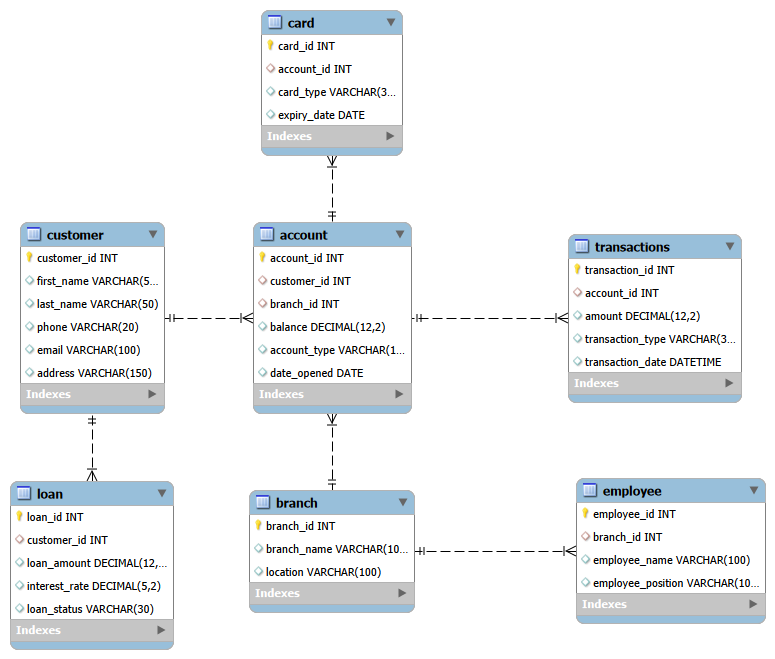 card
card_id INT
account_id INT
card_type VARCHAR(3...
expiry_date DATE
Indexes
customer
customer_id INT
first_name VARCHAR(5...
last_name VARCHAR(50)
phone VARCHAR(20)
email VARCHAR(100)
address VARCHAR(150)
Indexes
account
account_id INT
customer_id INT
branch_id INT
balance DECIMAL(12,2)
account_type VARCHAR(1...
date_opened DATE
Indexes
transactions
transaction_id INT
account_id INT
amount DECIMAL(12,2)
transaction_type VARCHAR(3...
transaction_date DATETIME
Indexes
loan
loan_id INT
customer_id INT
loan_amount DECIMAL(12,...
interest_rate DECIMAL(5,2)
loan_status VARCHAR(30)
Indexes
branch
branch_id INT
branch_name VARCHAR(10...
location VARCHAR(100)
Indexes
employee
employee_id INT
branch_id INT
employee_name VARCHAR(100)
employee_position VARCHAR(10...
Indexes